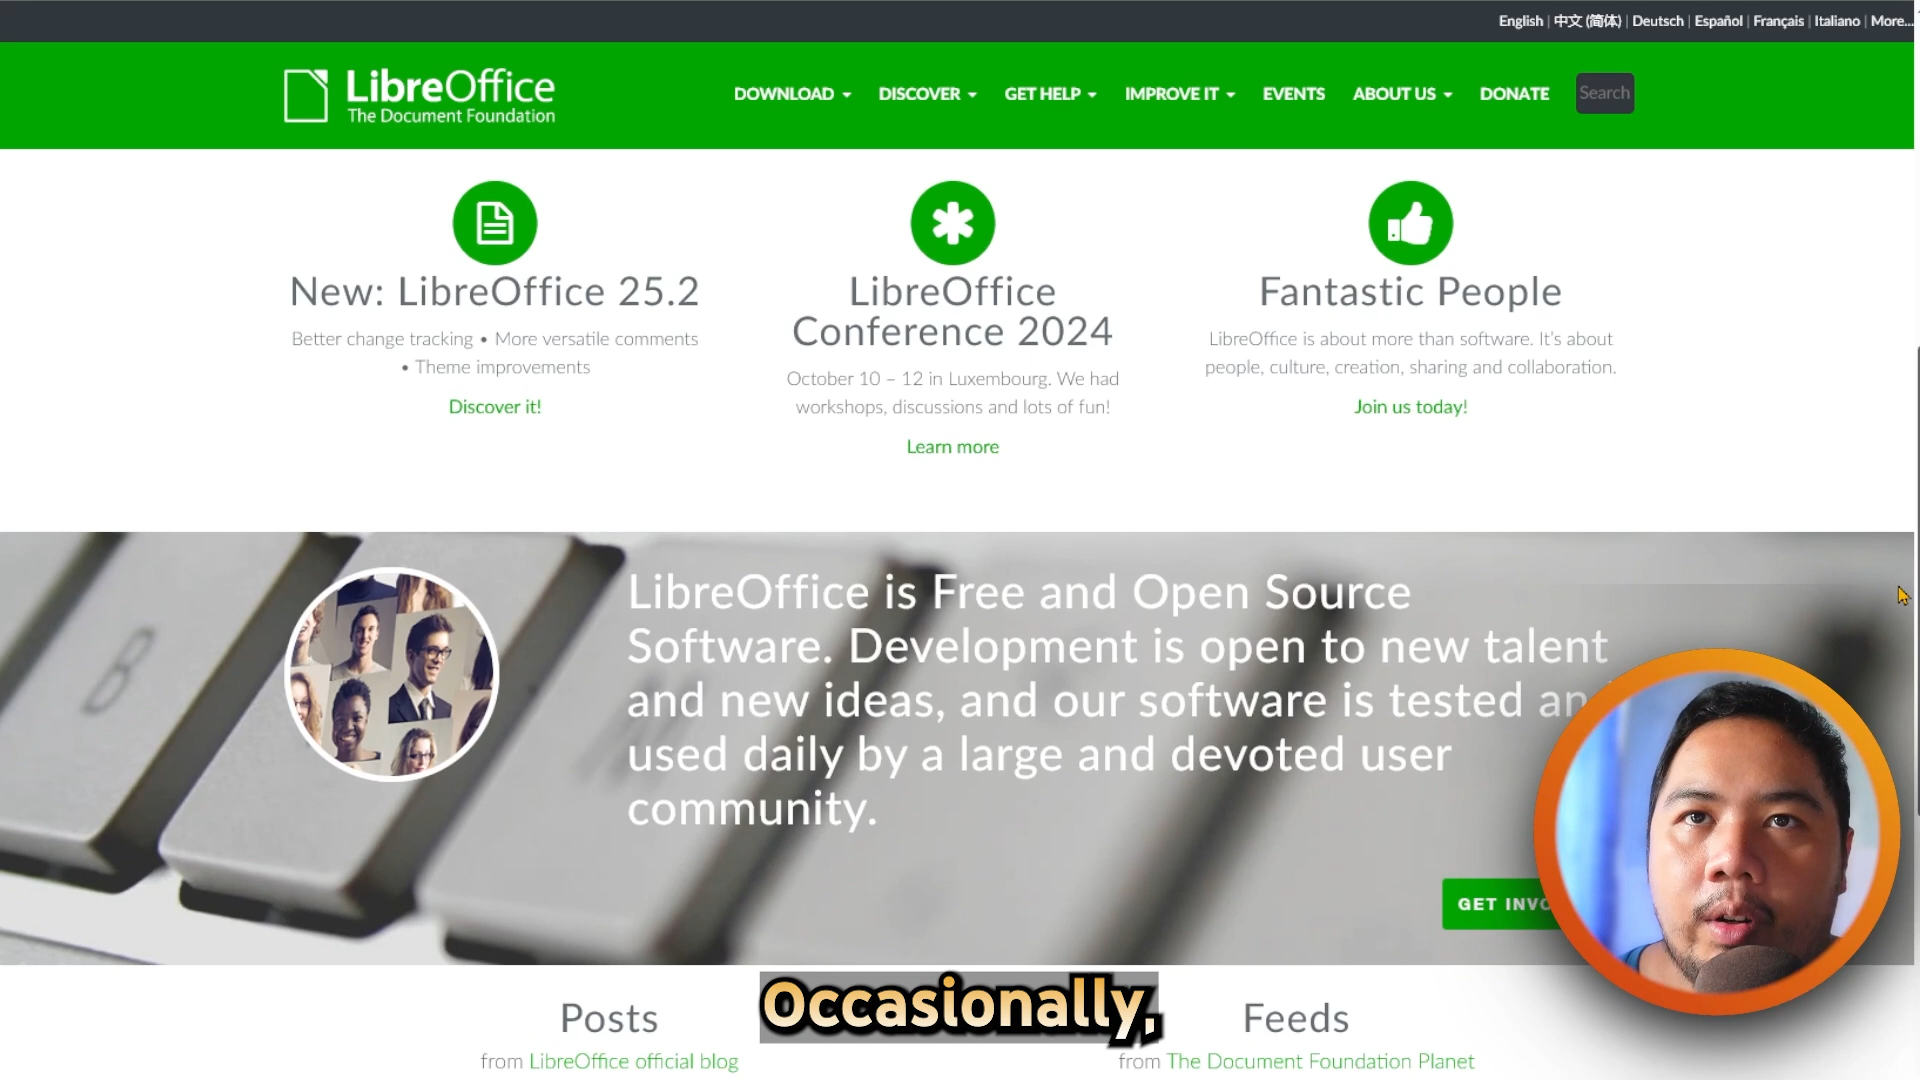 English | 中文 (简体) | Deutsch | Español | Français | Italiano | More...
LibreOffice
The Document Foundation
DOWNLOAD DISCOVER GET HELP IMPROVE IT EVENTS ABOUT US DONATE Search
New: LibreOffice 25.2
Better change tracking • More versatile comments
• Theme improvements
Discover it!
LibreOffice
Conference 2024
October 10 – 12 in Luxembourg. We had
workshops, discussions and lots of fun!
Learn more
Fantastic People
LibreOffice is about more than software. It's about
people, culture, creation, sharing and collaboration.
Join us today!
B
LibreOffice is Free and Open Source
Software. Development is open to new talent
and new ideas, and our software is tested an
used daily by a large and devoted user
community.
GET INVO
Occasionally,
Posts
from LibreOffice official blog
Feeds
from The Document Foundation Planet